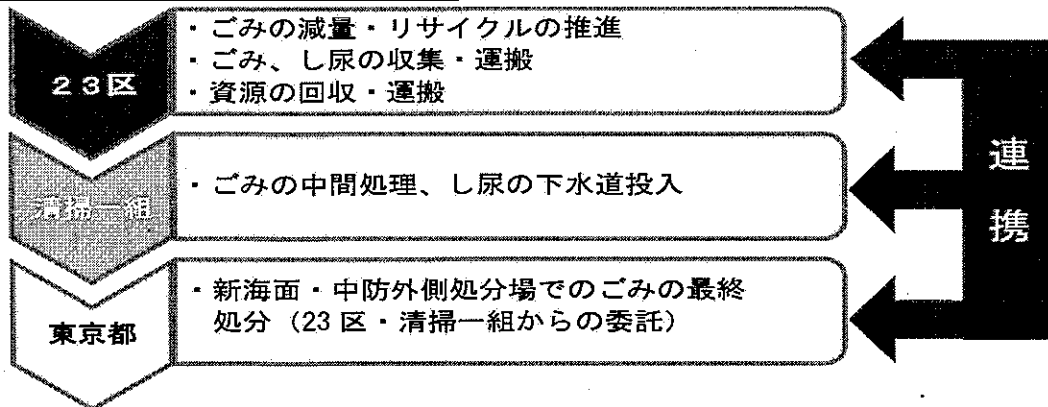 23区
・ごみの減量・リサイクルの推進
・ごみ、し尿の収集・運搬
・資源の回収・運搬
清掃一組
・ごみの中間処理、し尿の下水道投入
東京都
・新海面・中防外側処分場でのごみの最終
処分（23区・清掃一組からの委託）
連携